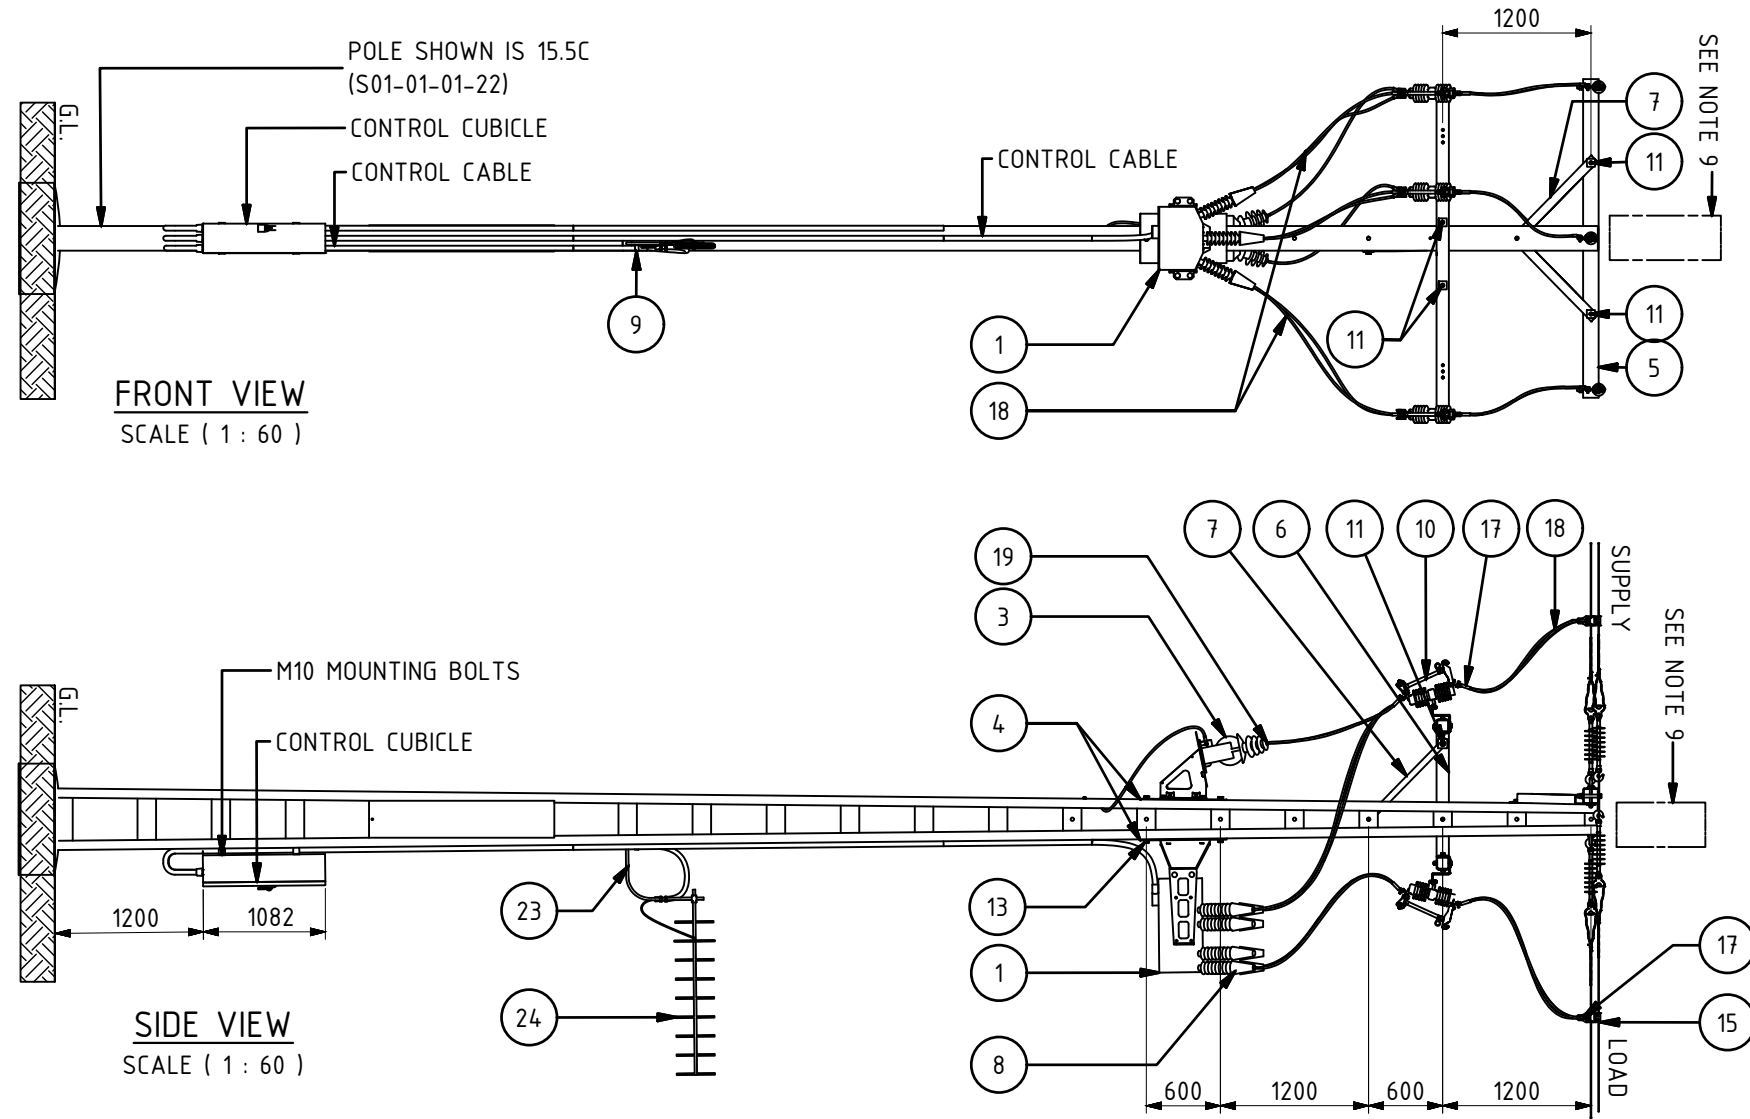 1200
POLE SHOWN IS 15.5C
(S01-01-01-22)
CONTROL CUBICLE
CONTROL CABLE
CONTROL CABLE
G.L.
SEE NOTE 9
7
11
11
5
11
9
1
18
FRONT VIEW
SCALE ( 1 : 60 )
19
7
6
11
10
17
18
SUPPLY
SEE NOTE 9
3
4
M10 MOUNTING BOLTS
CONTROL CUBICLE
G.L.
1200
1082
23
13
24
1
17
15
8
LOAD
SIDE VIEW
SCALE ( 1 : 60 )
600
1200
600
1200